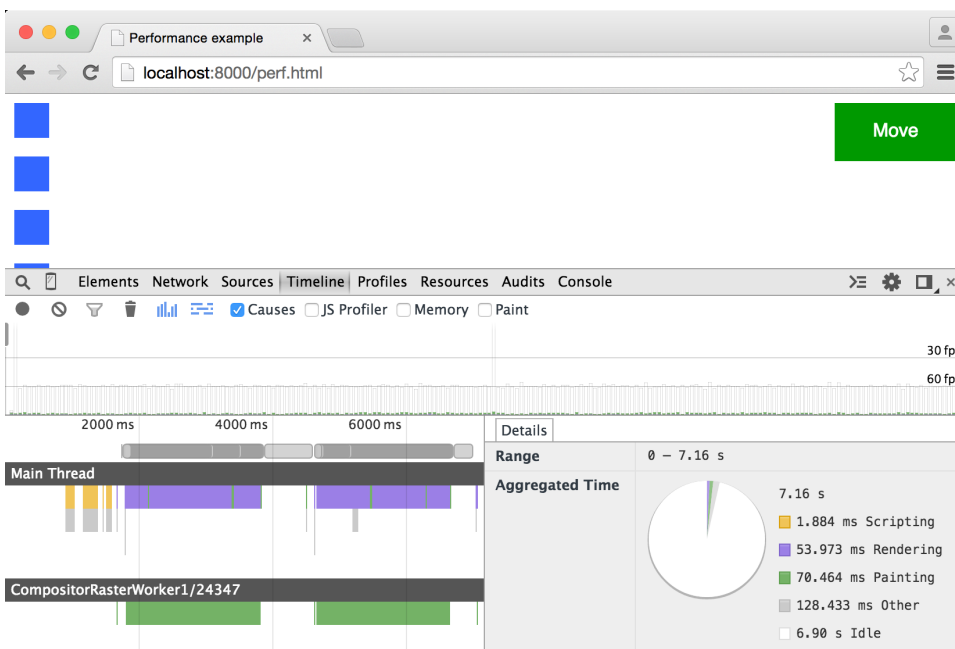 Performance example ×
localhost:8000/perf.html
Move
Elements Network Sources Timeline Profiles Resources Audits Console
Causes JS Profiler Memory Paint
30 fp
60 fp
2000 ms 4000 ms 6000 ms
Details
Range 0 – 7.16 s
Main Thread
Aggregated Time
7.16 s
1.884 ms Scripting
53.973 ms Rendering
70.464 ms Painting
128.433 ms Other
6.90 s Idle
CompositorRasterWorker1/24347